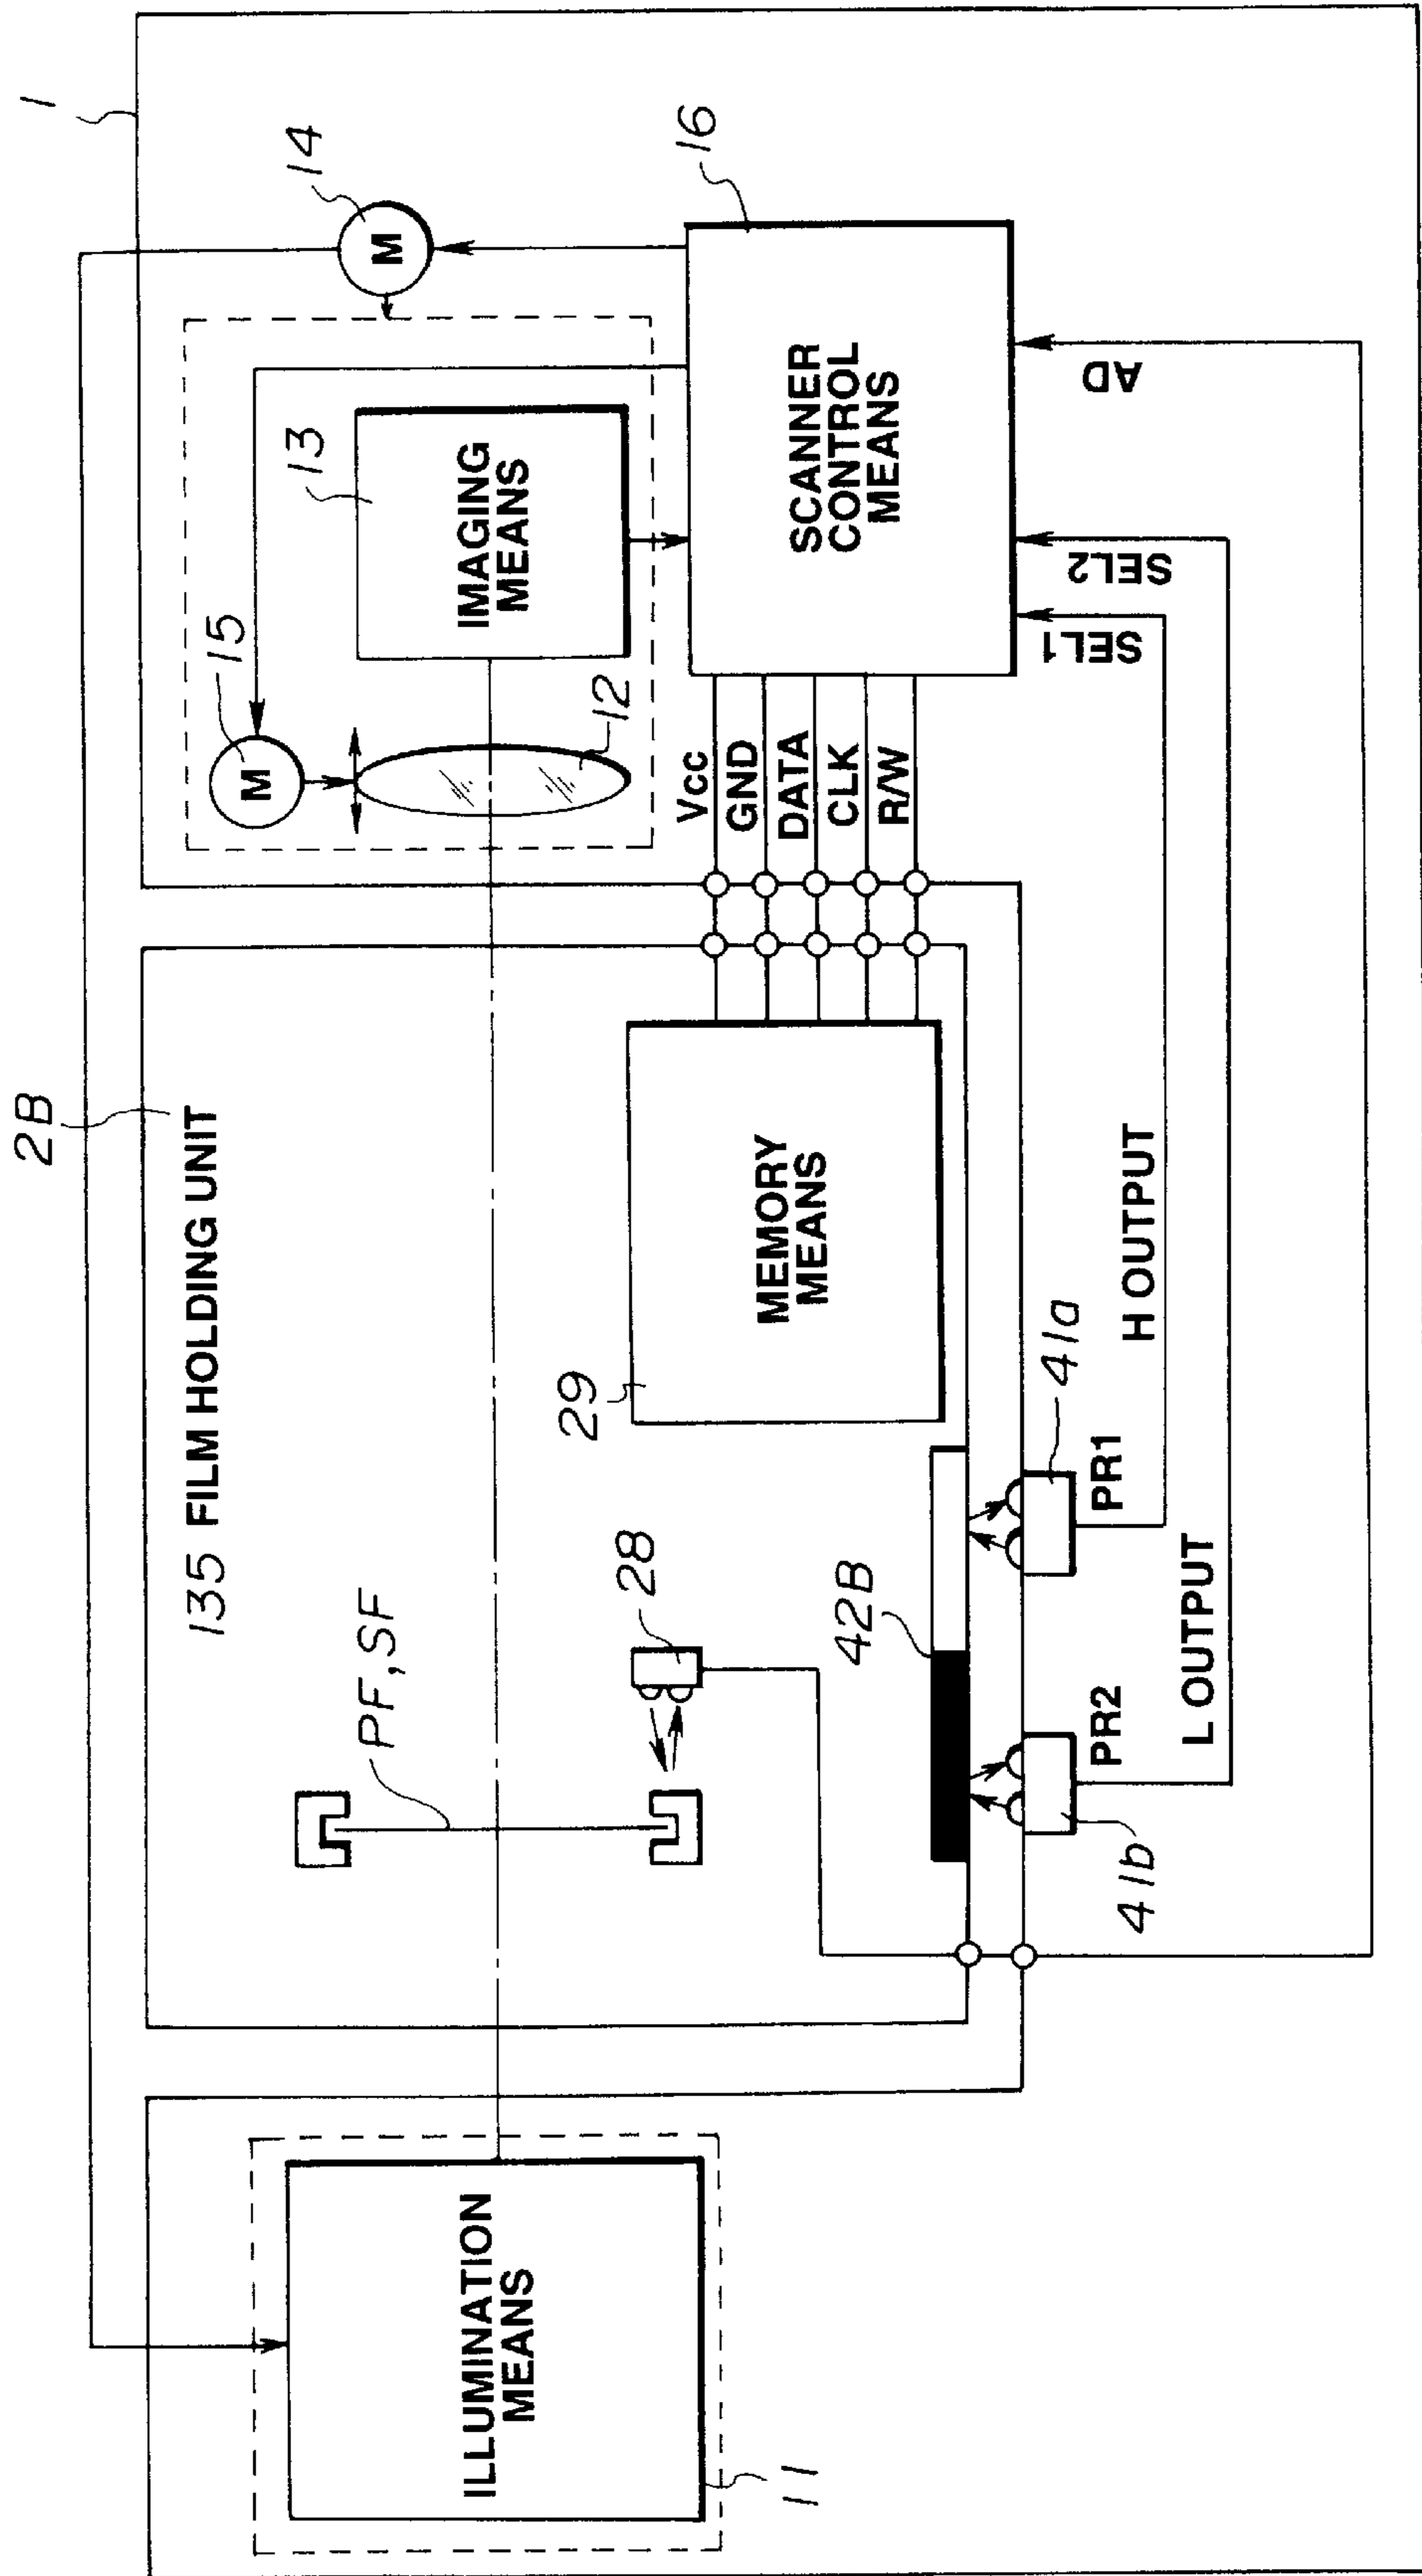 1
2B
14
16
15
13
12
M
M
IMAGING
MEANS
SCANNER
CONTROL
MEANS
Vcc
GND
DATA
CLK
R/W
AD
SEL2
SEL1
135 FILM HOLDING UNIT
PF,SF
28
29
MEMORY
MEANS
42B
41a
PR1
H OUTPUT
41b
PR2
L OUTPUT
ILLUMINATION
MEANS
11